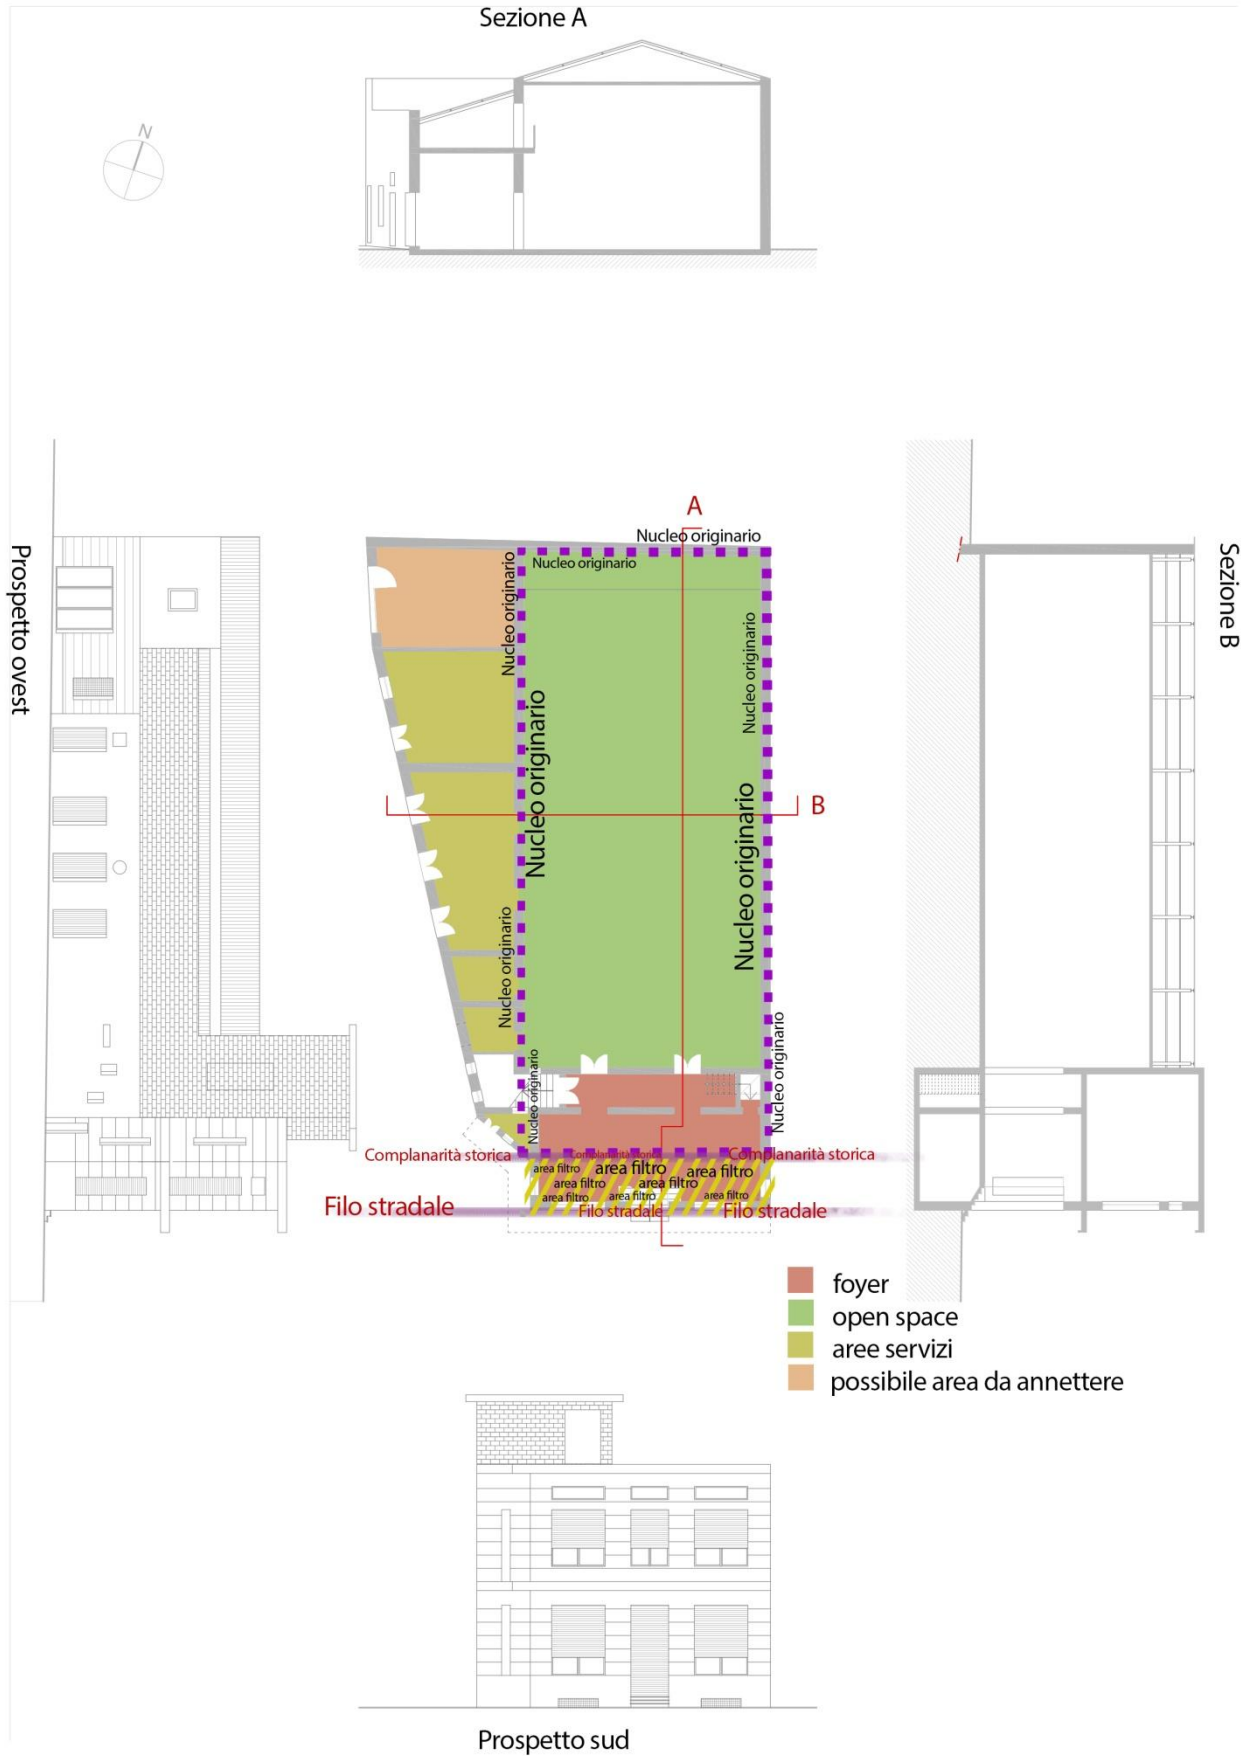 Sezione A
N
Prospetto ovest
Sezione B
A
Nucleo originario
Nucleo originario
Nucleo originario
Nucleo originario
Nucleo originario
Nucleo originario
B
Nucleo originario
Nucleo originario
Nucleo originario
Complanarità storica
Complanarità storica
Complanarità storica
area filtro
area filtro
area filtro
area filtro
area filtro
area filtro
area filtro
area filtro
Filo stradale
Filo stradale
Filo stradale
Nucleo originario
foyer
open space
aree servizi
possibile area da annettere
Prospetto sud